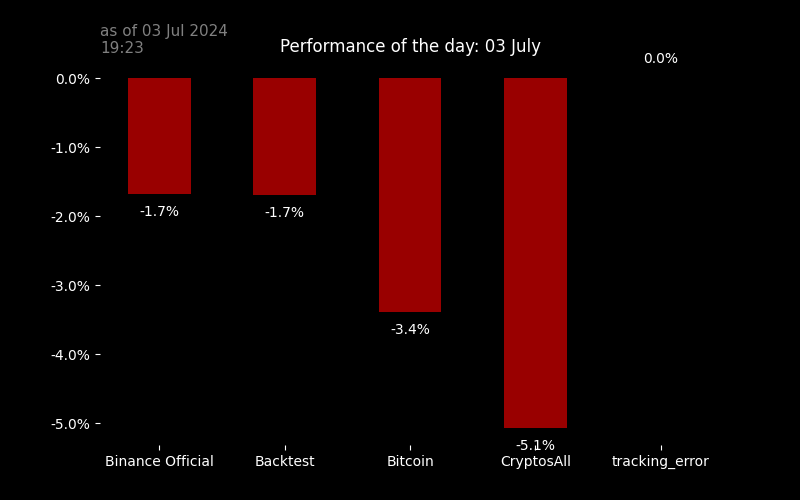 as of 03 Jul 2024
19:23
Performance of the day: 03 July
0.0%
0.0%
-1.0%
-2.0%
-3.0%
-4.0%
-5.0%
-1.7%
-1.7%
-3.4%
-5.1%
Binance Official
Backtest
Bitcoin
CryptosAll
tracking_error